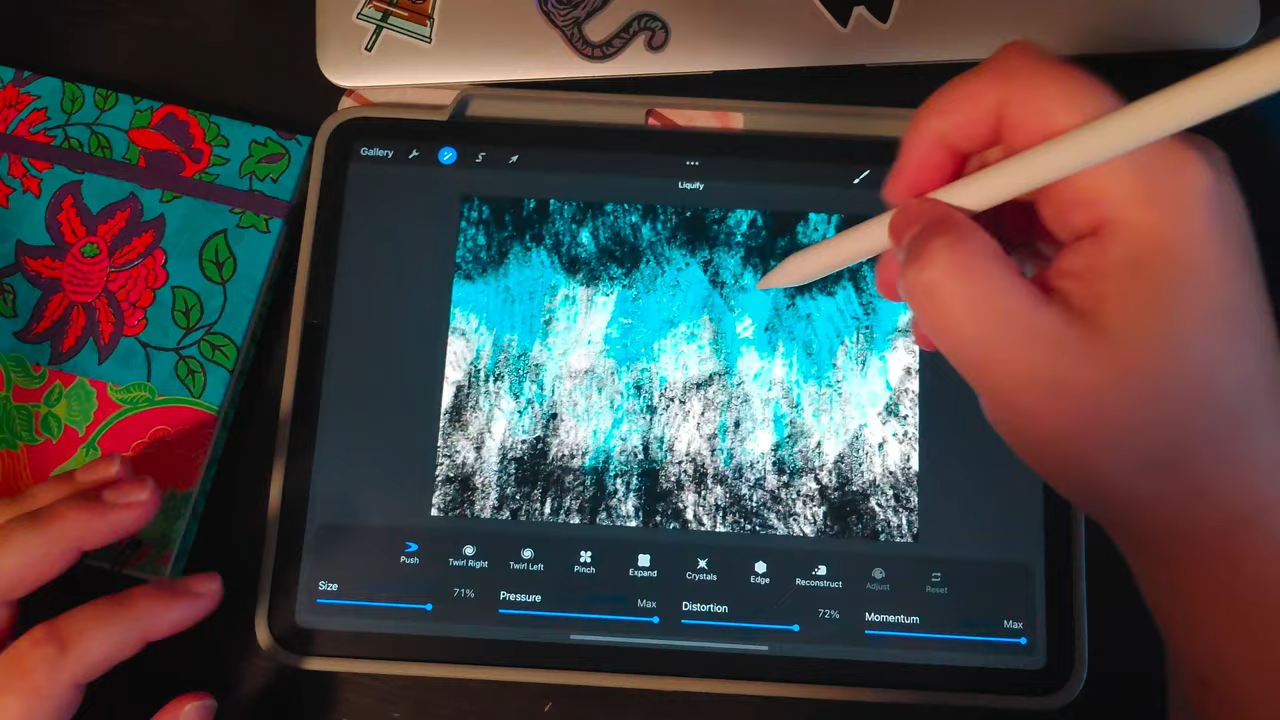 Gallery
Liquify
Push
Twirl Right
Twirl Left
Pinch
Expand
Crystals
Edge
Reconstruct
Adjust
Reset
Size 71%
Pressure Max
Distortion 72%
Momentum Max